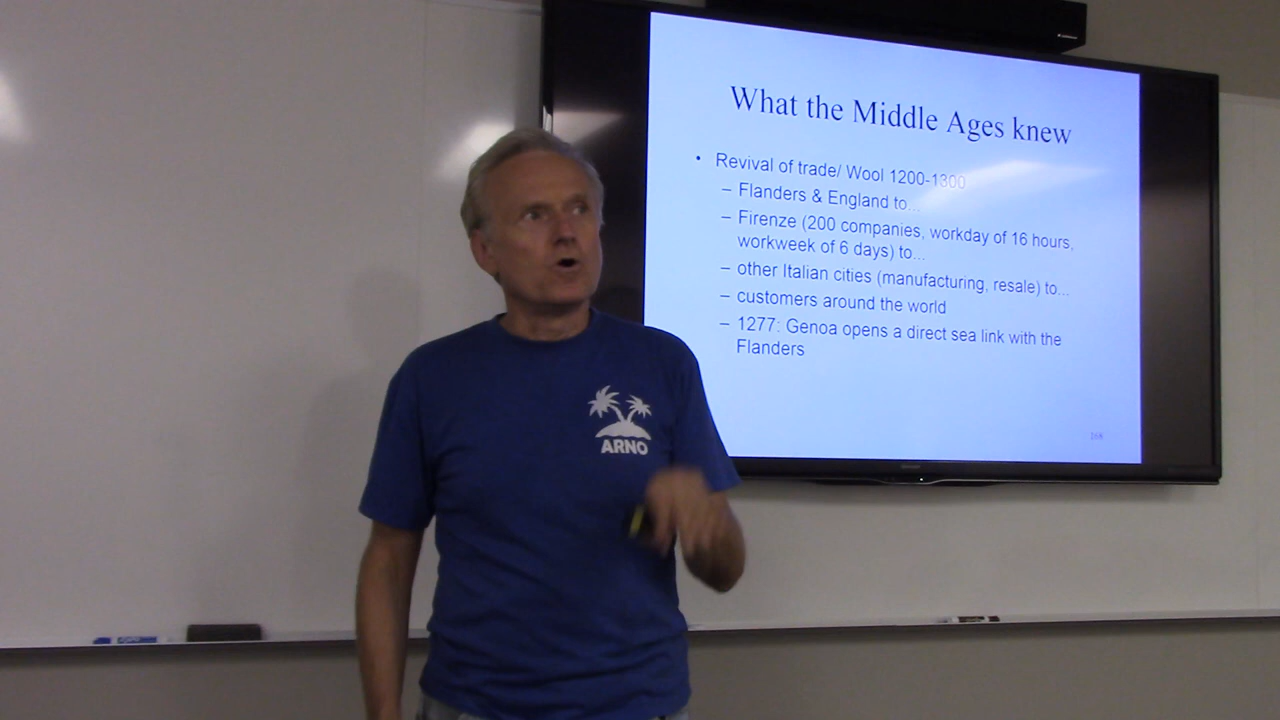 What the Middle Ages knew
• Revival of trade/ Wool 1200-1300
– Flanders & England to...
– Firenze (200 companies, workday of 16 hours,
workweek of 6 days) to...
– other Italian cities (manufacturing, resale) to...
– customers around the world
– 1277: Genoa opens a direct sea link with the
Flanders
168
ARNO